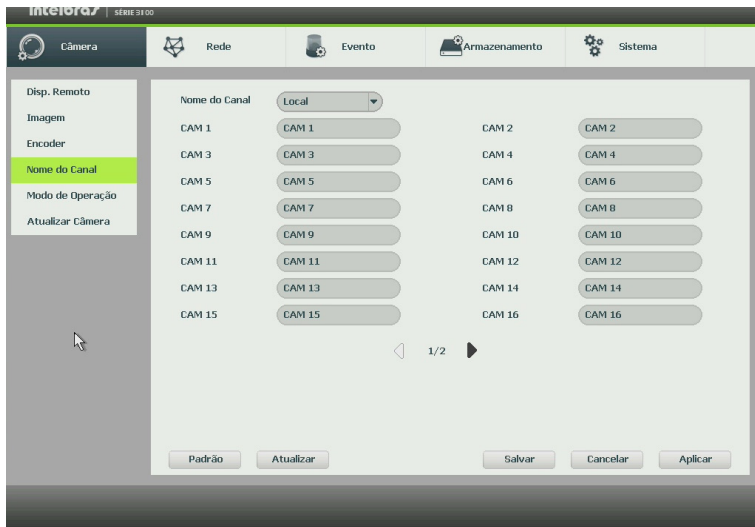 intelbras | SÉRIE 3100
Câmera Rede Evento Armazenamento Sistema
Disp. Remoto
Imagem
Encoder
Nome do Canal
Modo de Operação
Atualizar Câmera
Nome do Canal Local
CAM 1 CAM 1 CAM 2 CAM 2
CAM 3 CAM 3 CAM 4 CAM 4
CAM 5 CAM 5 CAM 6 CAM 6
CAM 7 CAM 7 CAM 8 CAM 8
CAM 9 CAM 9 CAM 10 CAM 10
CAM 11 CAM 11 CAM 12 CAM 12
CAM 13 CAM 13 CAM 14 CAM 14
CAM 15 CAM 15 CAM 16 CAM 16
1/2
Padrão Atualizar Salvar Cancelar Aplicar